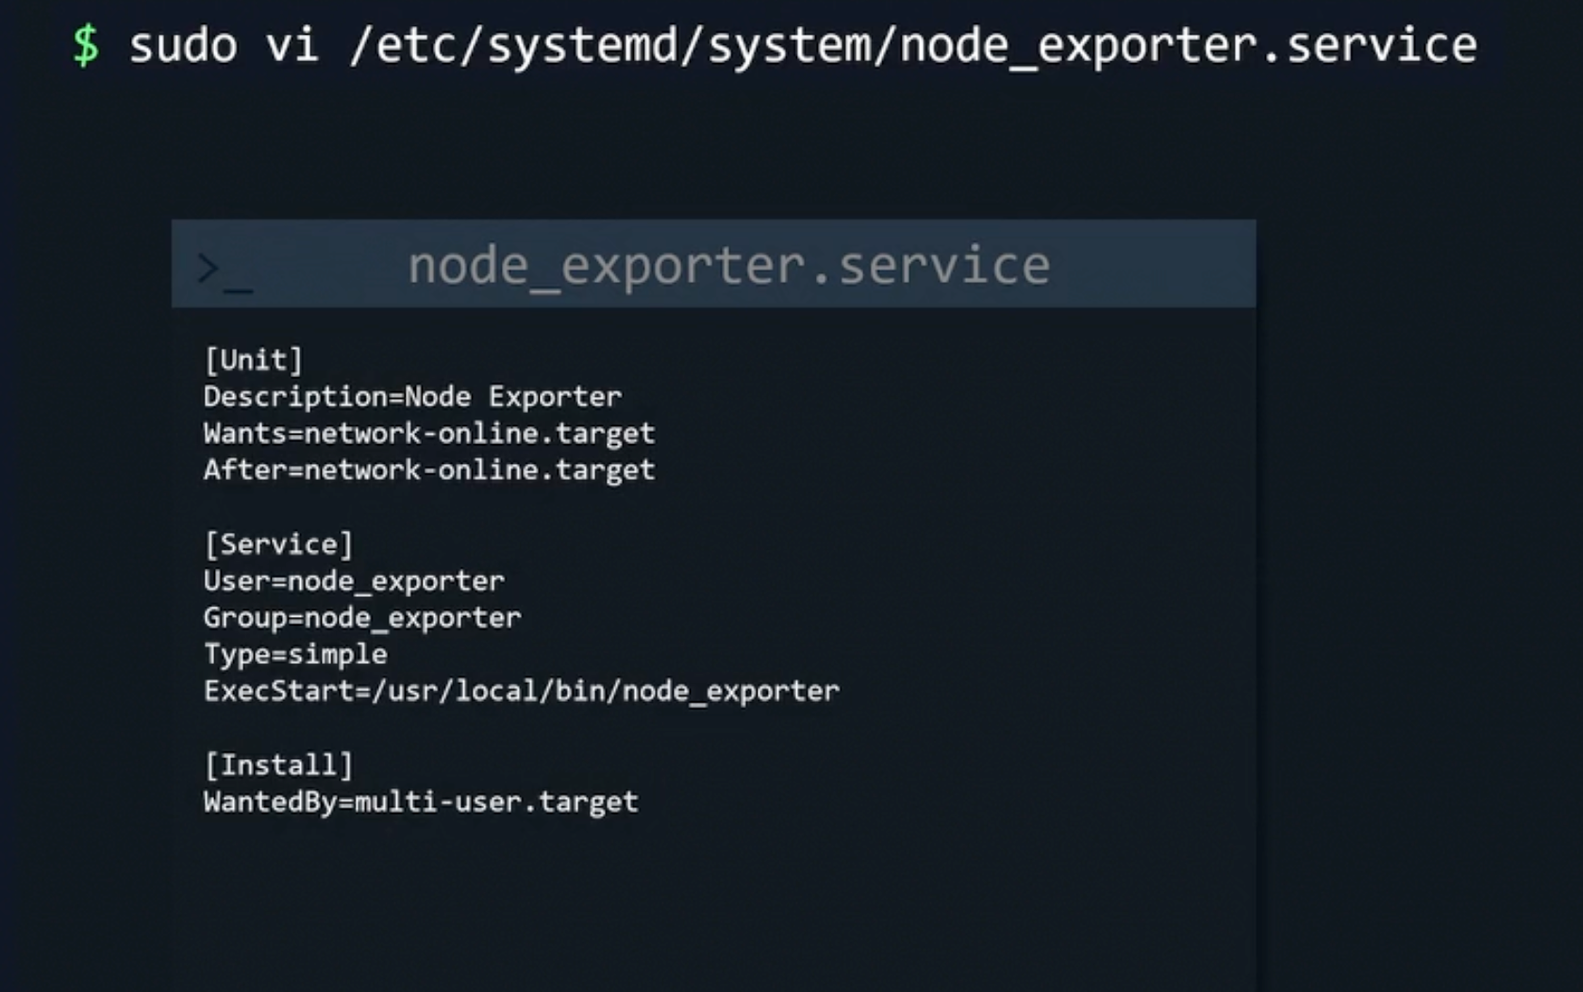 $ sudo vi /etc/systemd/system/node_exporter.service
>_ node_exporter.service
[Unit]
Description=Node Exporter
Wants=network-online.target
After=network-online.target
[Service]
User=node_exporter
Group=node_exporter
Type=simple
ExecStart=/usr/local/bin/node_exporter
[Install]
WantedBy=multi-user.target